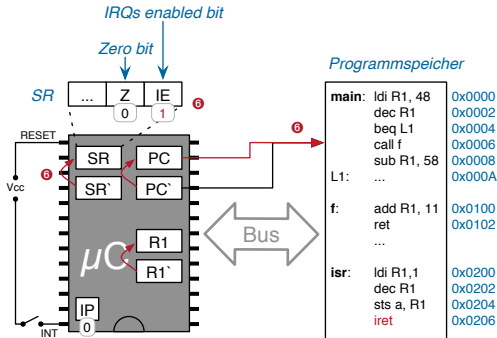 IRQs enabled bit
Zero bit
SR ... Z IE
0 1
6
Programmspeicher
main: ldi R1, 48 0x0000
dec R1 0x0002
beq L1 0x0004
call f 0x0006
sub R1, 58 0x0008
L1: ... 0x000A
f: add R1, 11 0x0100
ret 0x0102
...
isr: ldi R1,1 0x0200
dec R1 0x0202
sts a, R1 0x0204
iret 0x0206
6
RESET
Vcc
INT
6
SR PC
SR` PC`
R1
R1`
µC
IP
0
Bus